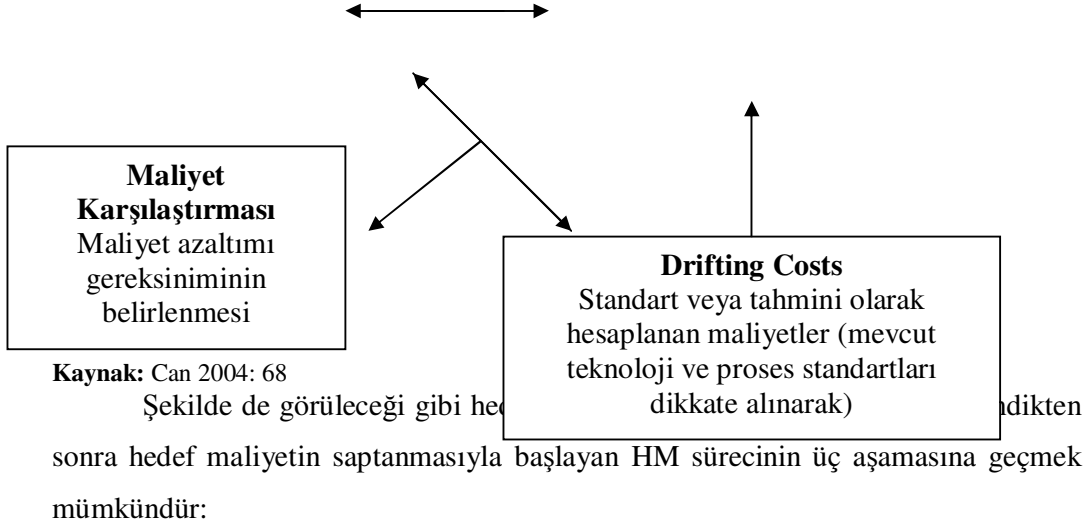 Maliyet
Karşılaştırması
Maliyet azaltımı
gereksiniminin
belirlenmesi
Drifting Costs
Standart veya tahmini olarak
hesaplanan maliyetler (mevcut
teknoloji ve proses standartları
dikkate alınarak)
Kaynak: Can 2004: 68
Şekilde de görüleceği gibi
sonra hedef maliyetin saptanmasıyla başlayan HM sürecinin üç aşamasına geçmek
mümkündür: